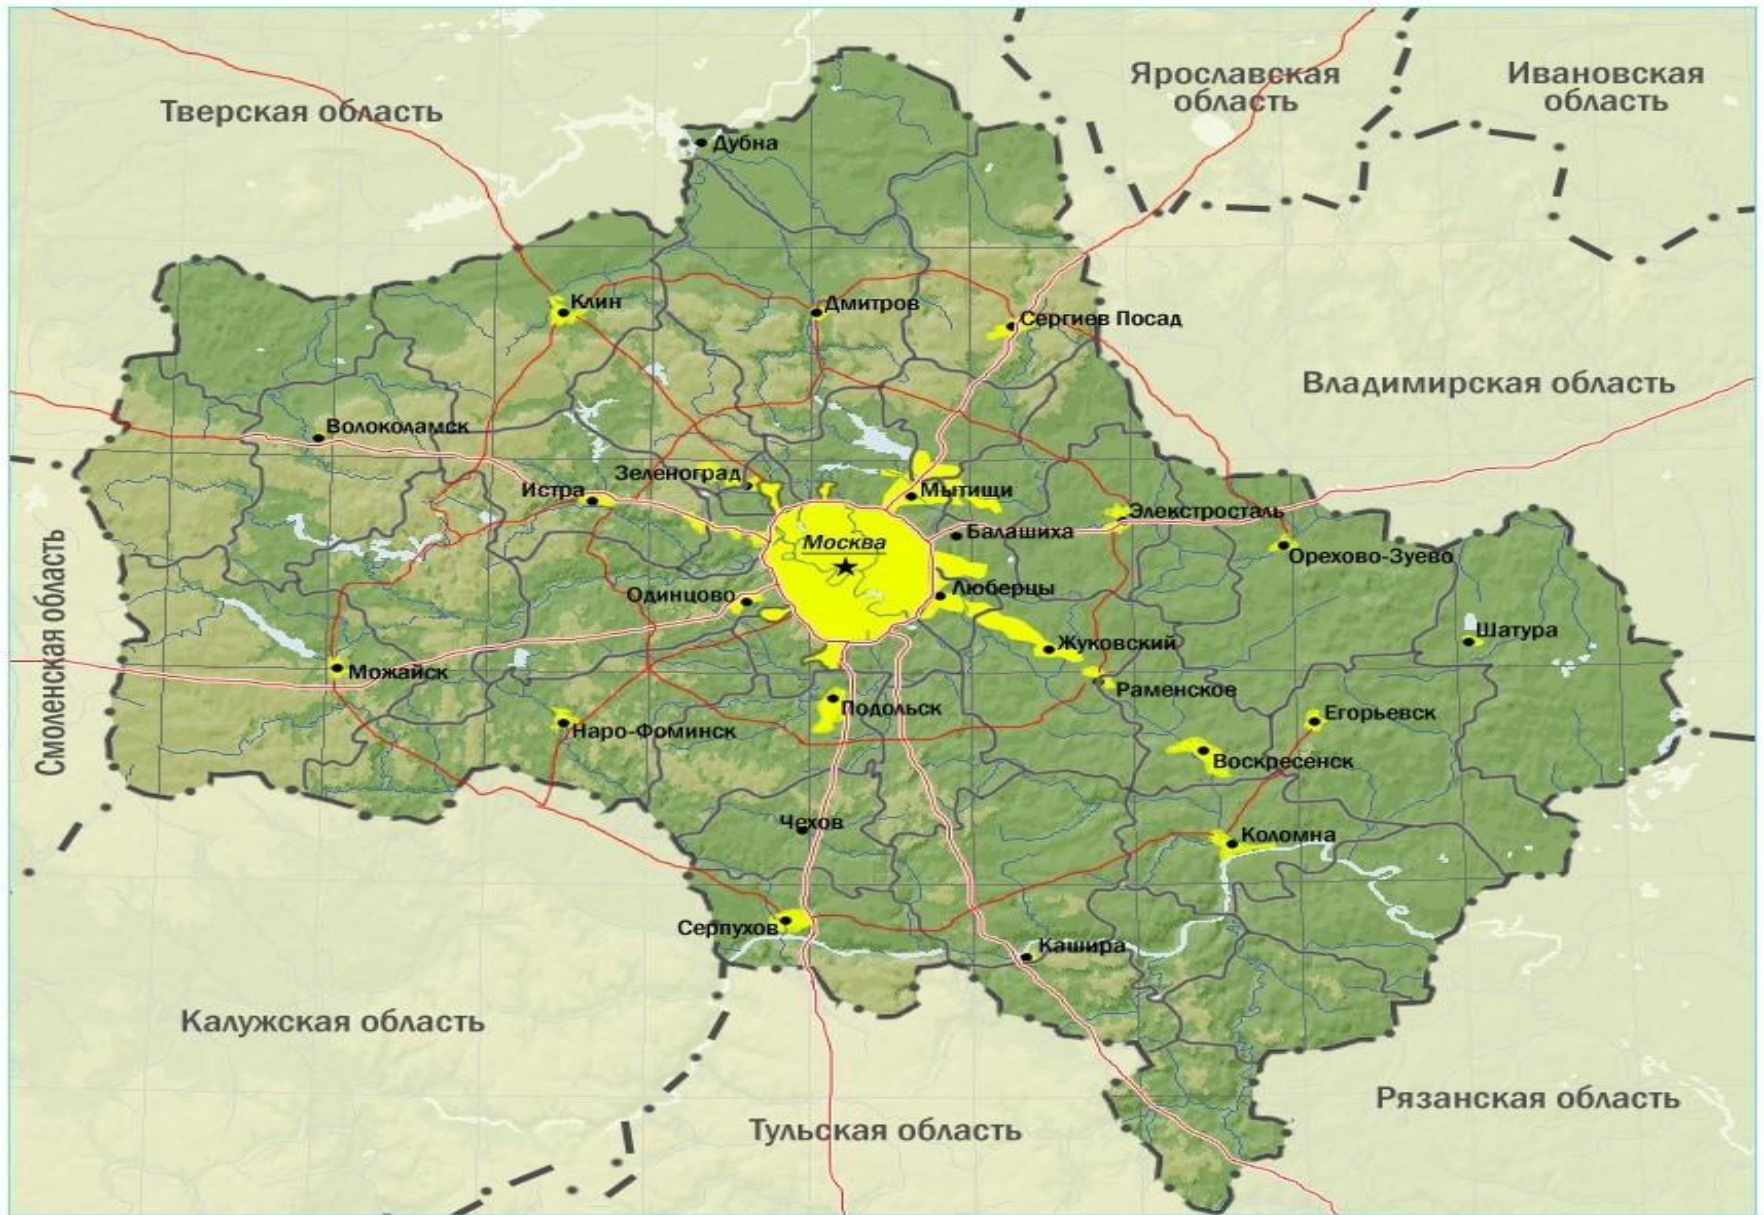 Ярославская
область
Ивановская
область
Тверская область
Дубна
Клин
Дмитров
Сергиев Посад
Владимирская область
Волоколамск
Зеленоград
Истра
Мытищи
Элекстросталь
Москва
Балашиха
Орехово-Зуево
Одинцово
Люберцы
Смоленская область
Жуковский
Шатура
Можайск
Раменское
Подольск
Егорьевск
Наро-Фоминск
Воскресенск
Чехов
Коломна
Серпухов
Кашира
Калужская область
Рязанская область
Тульская область